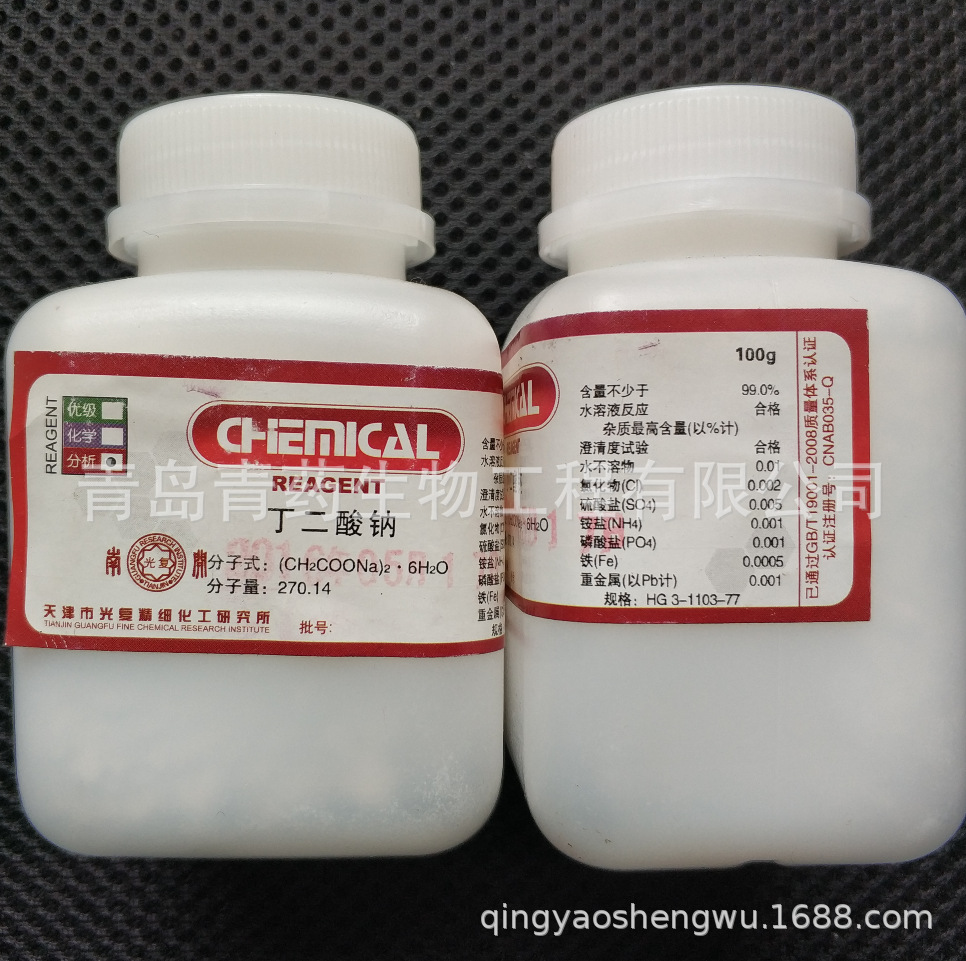 REAGENT
优级
化学
分析
CHEMICAL
REAGENT
丁二酸钠
分子式：(CH2COONa)2・6H2O
分子量：270.14
光复
GUANGFU RESEARCH INSTITUTE
TIANJIN
天津市光复精细化工研究所
TIANJIN GUANGFU FINE CHEMICAL RESEARCH INSTITUTE
批号:
100g
含量不少于 99.0%
水溶液反应 合格
杂质最高含量(以%计)
澄清度试验 合格
水不溶物 0.01
氯化物(Cl) 0.002
硫酸盐(SO4) 0.005
铵盐(NH4) 0.001
磷酸盐(PO4) 0.001
铁(Fe) 0.0005
重金属(以Pb计) 0.001
规格：HG 3-1103-77
已通过GB/T19001-2008质量体系认证
认证注册号：CNAB035-Q
青岛青药生物工程有限公司
qingyaoshengwu.1688.com